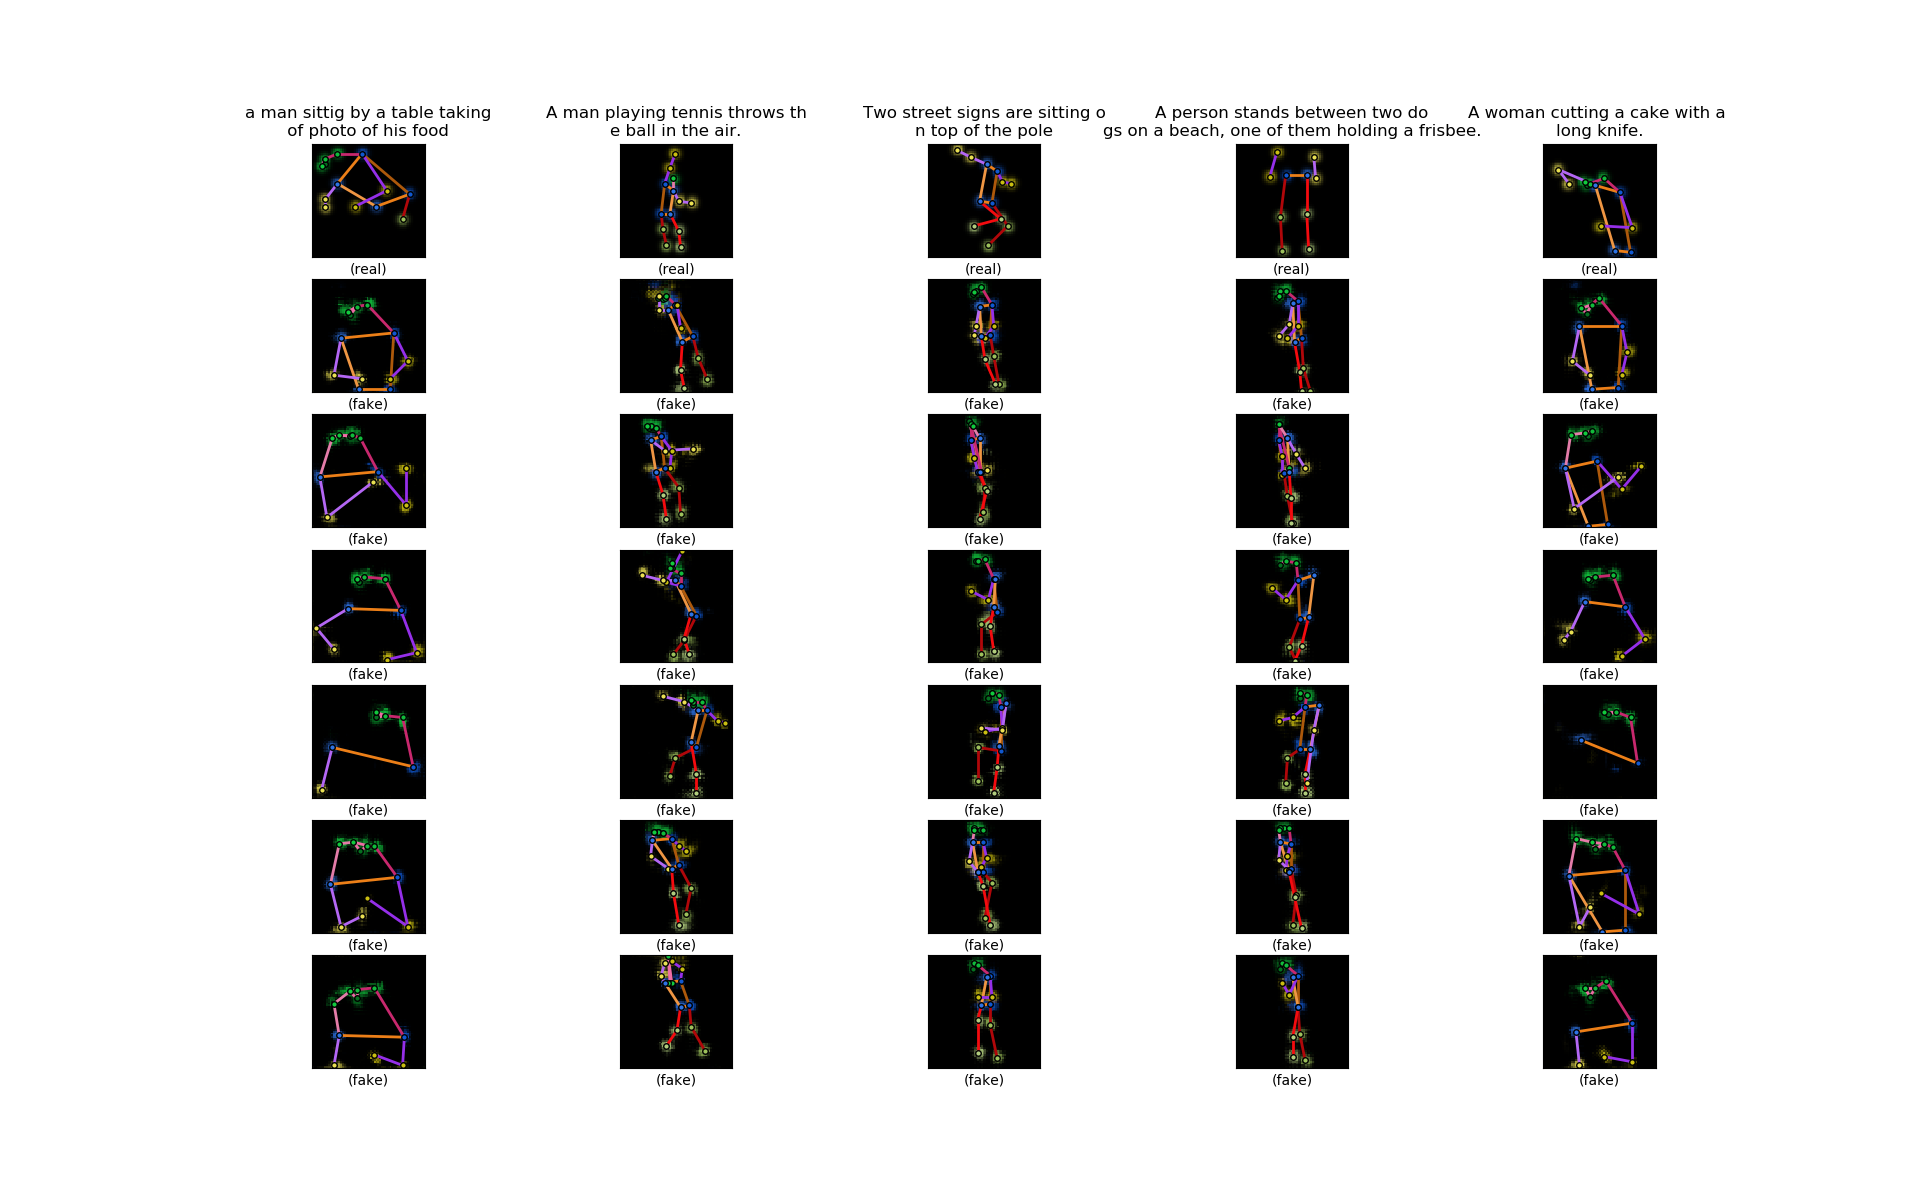 a man sittig by a table taking
of photo of his food
A man playing tennis throws th
e ball in the air.
Two street signs are sitting o
n top of the pole
A person stands between two do
gs on a beach, one of them holding a frisbee.
A woman cutting a cake with a
long knife.
(real) (real) (real) (real) (real)
(fake) (fake) (fake) (fake) (fake)
(fake) (fake) (fake) (fake) (fake)
(fake) (fake) (fake) (fake) (fake)
(fake) (fake) (fake) (fake) (fake)
(fake) (fake) (fake) (fake) (fake)
(fake) (fake) (fake) (fake) (fake)